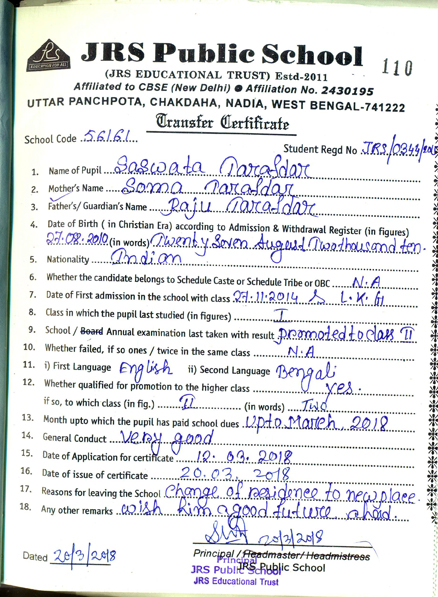 JRS Public School
110
(JRS EDUCATIONAL TRUST) Estd-2011
Affiliated to CBSE (New Delhi) ● Affiliation No. 2430195
UTTAR PANCHPOTA, CHAKDAHA, NADIA, WEST BENGAL-741222
Transfer Certificate
School Code 56161
Student Regd No JRS/0344/2015
1. Name of Pupil Saswata Tarafdar
2. Mother's Name Soma Tarafdar
3. Father's/ Guardian's Name Raju Tarafdar
4. Date of Birth ( in Christian Era) according to Admission & Withdrawal Register (in figures)
27.08.2010 (in words) Twenty Seven August Two thousand ten.
5. Nationality Indian
6. Whether the candidate belongs to Schedule Caste or Schedule Tribe or OBC N.A
7. Date of First admission in the school with class 27.11.2014 & L.K.G
8. Class in which the pupil last studied (in figures) I
9. School / Board Annual examination last taken with result promoted to class II
10. Whether failed, if so ones / twice in the same class N.A
11. i) First Language English ii) Second Language Bengali
12. Whether qualified for promotion to the higher class yes.
if so, to which class (in fig.) II (in words) Two
13. Month upto which the pupil has paid school dues Upto March, 2018
14. General Conduct Very good
15. Date of Application for certificate 12.03.2018
16. Date of issue of certificate 20.03.2018
17. Reasons for leaving the School Change of residence to new place.
18. Any other remarks wish him a good future ahead.
20/3/2018
Dated 20/3/2018
Principal / Headmaster / Headmistress
Principal
JRS Public School
JRS Public School
JRS Educational Trust